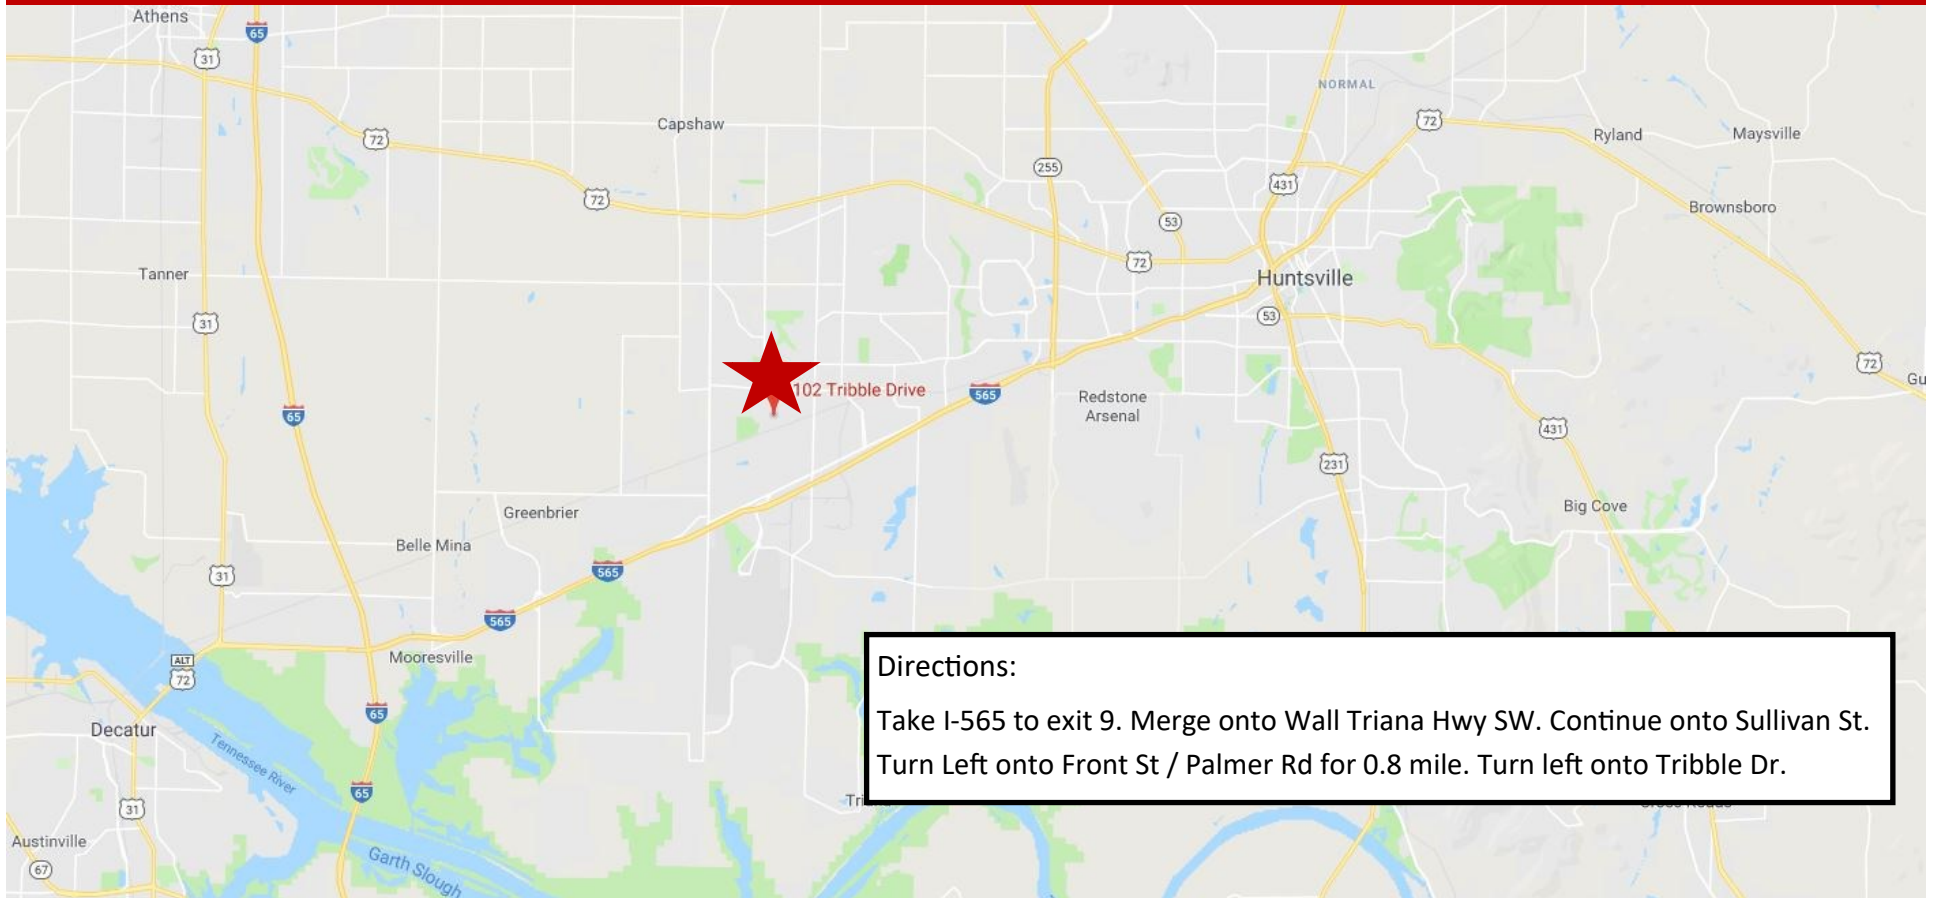 Athens
65
31
NORMAL
72
Capshaw
72
Ryland
Maysville
255
431
72
Brownsboro
53
72
Tanner
Huntsville
31
53
72
102 Tribble Drive
565
Redstone
Arsenal
65
431
231
Greenbrier
Big Cove
Belle Mina
31
565
565
Mooresville
ALT
72
Directions:
Take I-565 to exit 9. Merge onto Wall Triana Hwy SW. Continue onto Sullivan St.
Turn Left onto Front St / Palmer Rd for 0.8 mile. Turn left onto Tribble Dr.
65
Decatur
Tennessee River
65
31
Austinville
Garth Slough
67